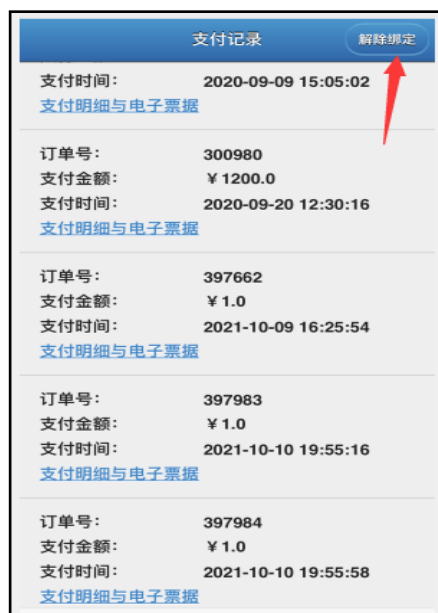 支付记录 解除绑定
支付时间： 2020-09-09 15:05:02
支付明细与电子票据
订单号： 300980
支付金额： ￥1200.0
支付时间： 2020-09-20 12:30:16
支付明细与电子票据
订单号： 397662
支付金额： ￥1.0
支付时间： 2021-10-09 16:25:54
支付明细与电子票据
订单号： 397983
支付金额： ￥1.0
支付时间： 2021-10-10 19:55:16
支付明细与电子票据
订单号： 397984
支付金额： ￥1.0
支付时间： 2021-10-10 19:55:58
支付明细与电子票据